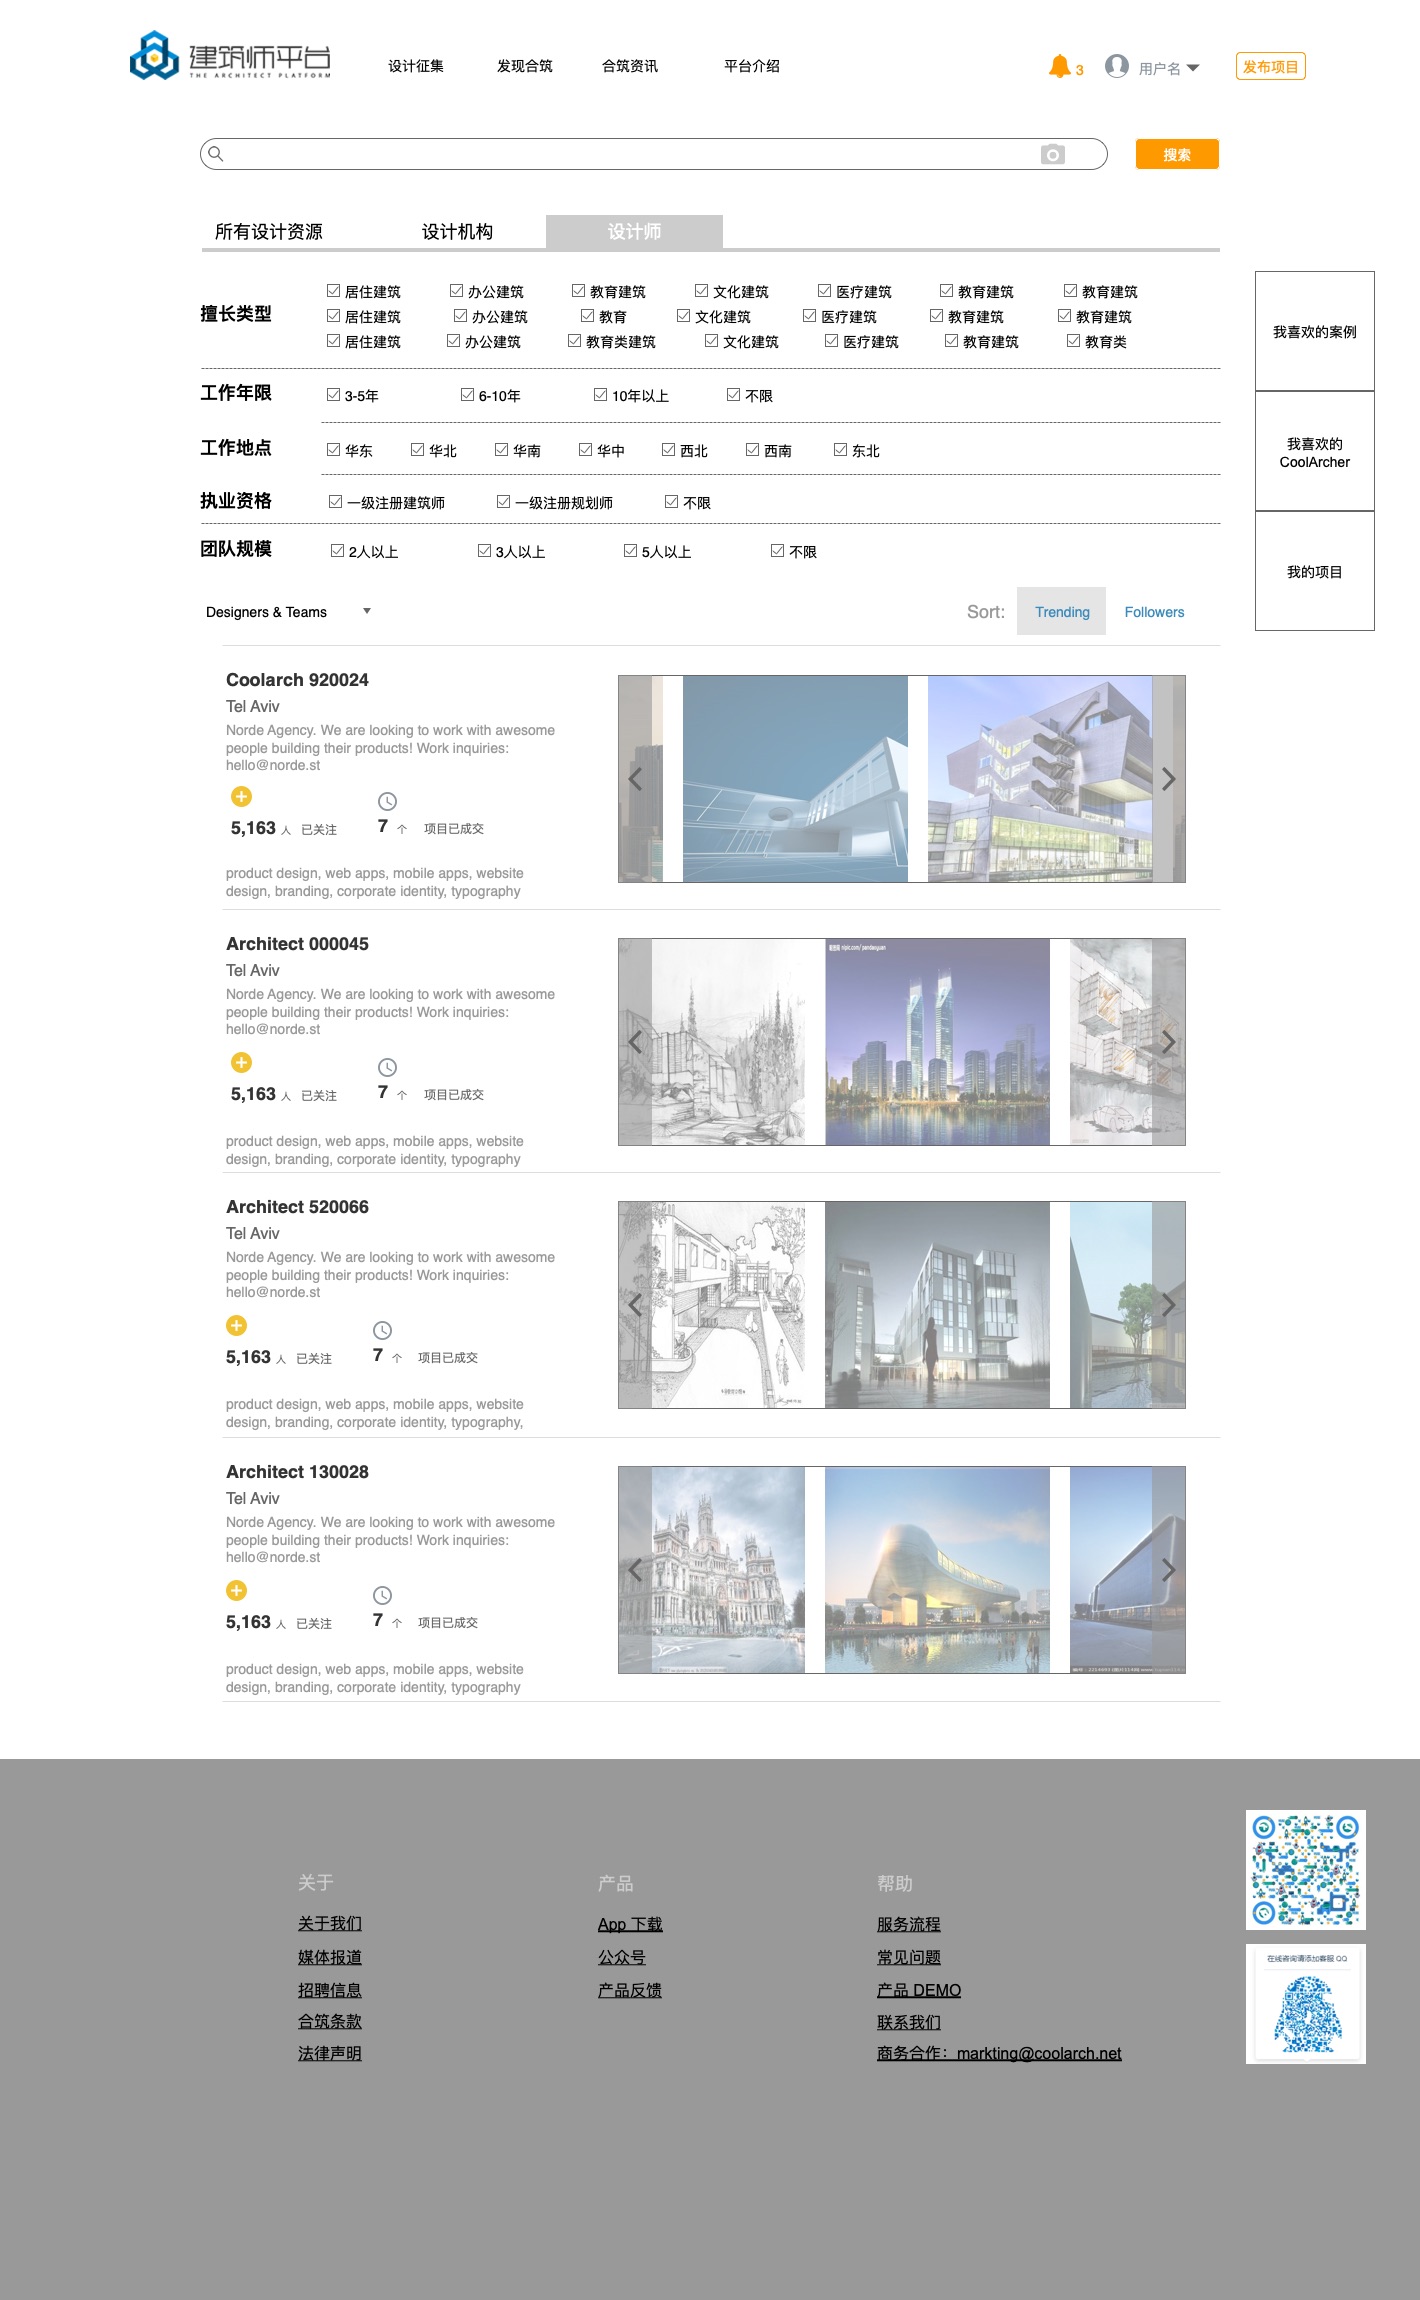 建筑师平台
THE ARCHITECT PLATFORM
设计征集 发现合筑 合筑资讯 平台介绍
3 用户名 发布项目
搜索
所有设计资源 设计机构 设计师
擅长类型
居住建筑 办公建筑 教育建筑 文化建筑 医疗建筑 教育建筑 教育建筑
居住建筑 办公建筑 教育 文化建筑 医疗建筑 教育建筑 教育建筑
居住建筑 办公建筑 教育类建筑 文化建筑 医疗建筑 教育建筑 教育类
工作年限 3-5年 6-10年 10年以上 不限
工作地点 华东 华北 华南 华中 西北 西南 东北
执业资格 一级注册建筑师 一级注册规划师 不限
团队规模 2人以上 3人以上 5人以上 不限
我喜欢的案例
我喜欢的
CoolArcher
我的项目
Designers & Teams Sort: Trending Followers
Coolarch 920024
Tel Aviv
Norde Agency. We are looking to work with awesome
people building their products! Work inquiries:
hello@norde.st
5,163 人 已关注 7 个 项目已成交
product design, web apps, mobile apps, website
design, branding, corporate identity, typography
Architect 000045
Tel Aviv
Norde Agency. We are looking to work with awesome
people building their products! Work inquiries:
hello@norde.st
5,163 人 已关注 7 个 项目已成交
product design, web apps, mobile apps, website
design, branding, corporate identity, typography
Architect 520066
Tel Aviv
Norde Agency. We are looking to work with awesome
people building their products! Work inquiries:
hello@norde.st
5,163 人 已关注 7 个 项目已成交
product design, web apps, mobile apps, website
design, branding, corporate identity, typography,
Architect 130028
Tel Aviv
Norde Agency. We are looking to work with awesome
people building their products! Work inquiries:
hello@norde.st
5,163 人 已关注 7 个 项目已成交
product design, web apps, mobile apps, website
design, branding, corporate identity, typography
关于
关于我们
媒体报道
招聘信息
合筑条款
法律声明
产品
App 下载
公众号
产品反馈
帮助
服务流程
常见问题
产品 DEMO
联系我们
商务合作：markting@coolarch.net
在线咨询请添加客服 QQ